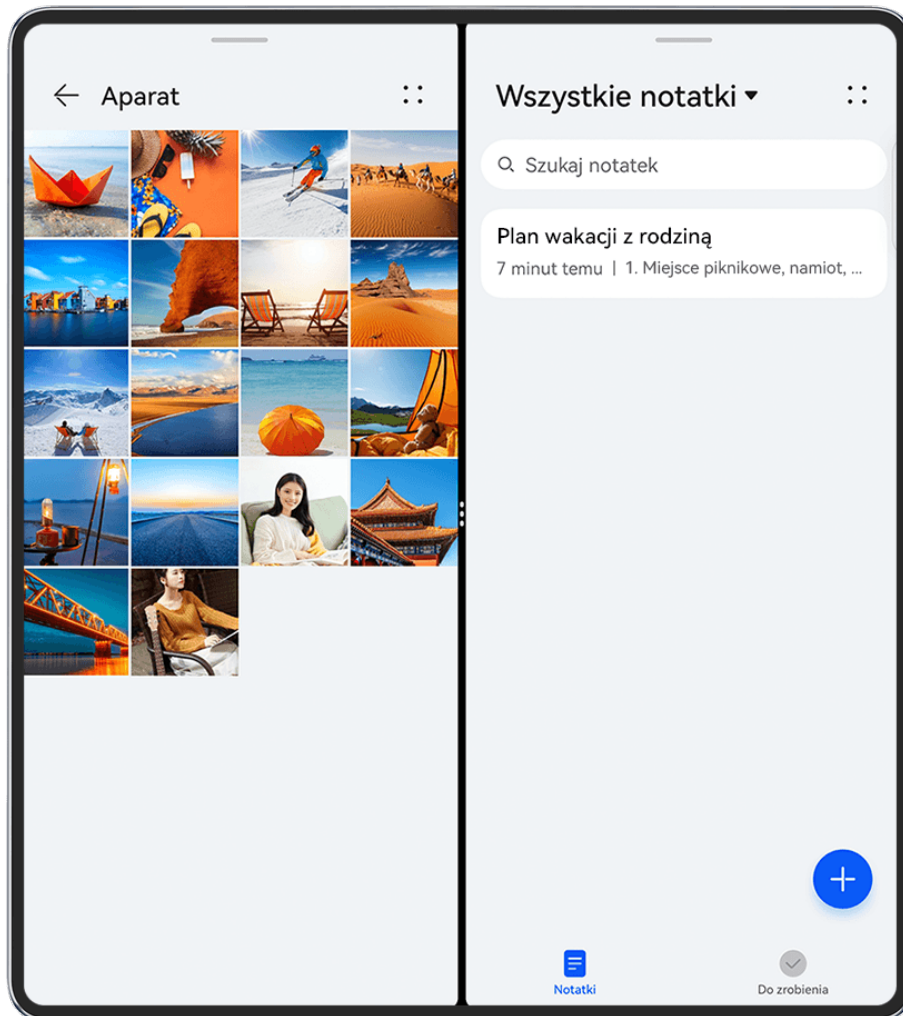 Aparat
Wszystkie notatki
Szukaj notatek
Plan wakacji z rodziną
7 minut temu | 1. Miejsce piknikowe, namiot, ...
Notatki
Do zrobienia